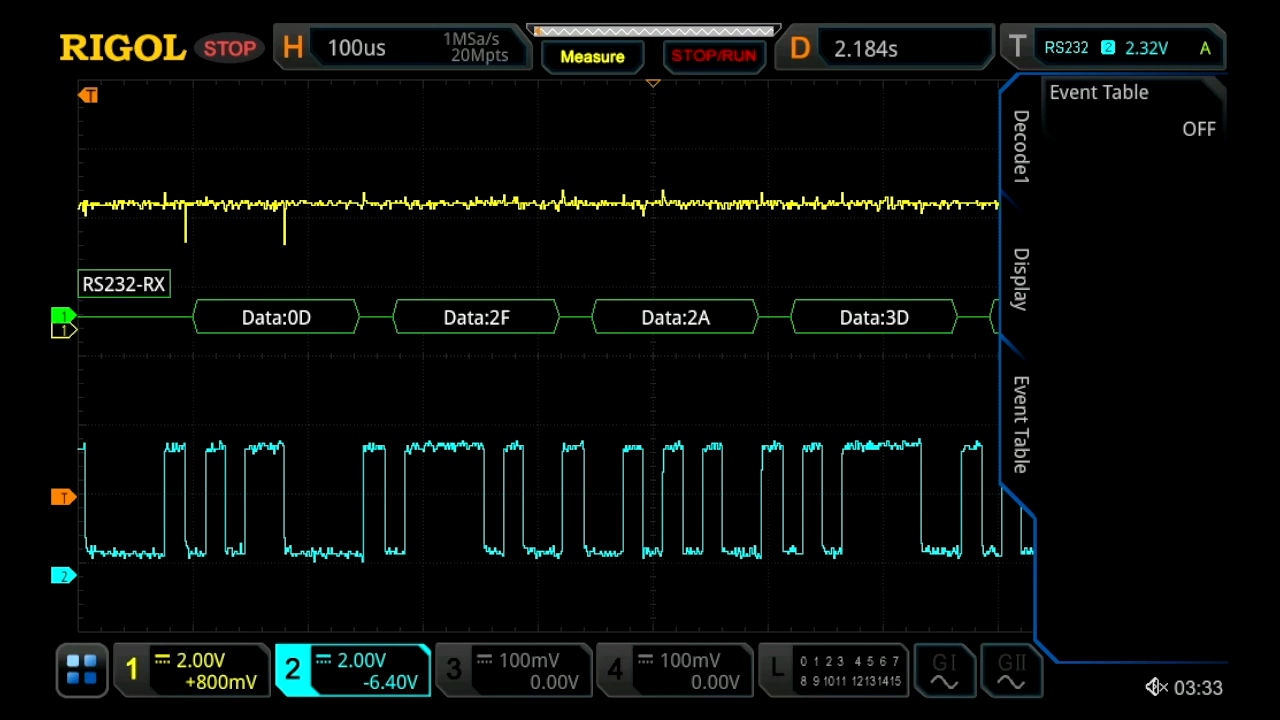 RIGOL STOP H 100us 1MSa/s
20Mpts
Measure STOP/RUN D 2.184s T RS232 2 2.32V A
T
Event Table
OFF
Decode1
Display
Event Table
RS232-RX
1
1
Data:0D Data:2F Data:2A Data:3D
T
2
1 2.00V
+800mV
2 2.00V
-6.40V
3 100mV
0.00V
4 100mV
0.00V
L 0 1 2 3 4 5 6 7
8 9 10 11 12 13 14 15
GI
GII
03:33